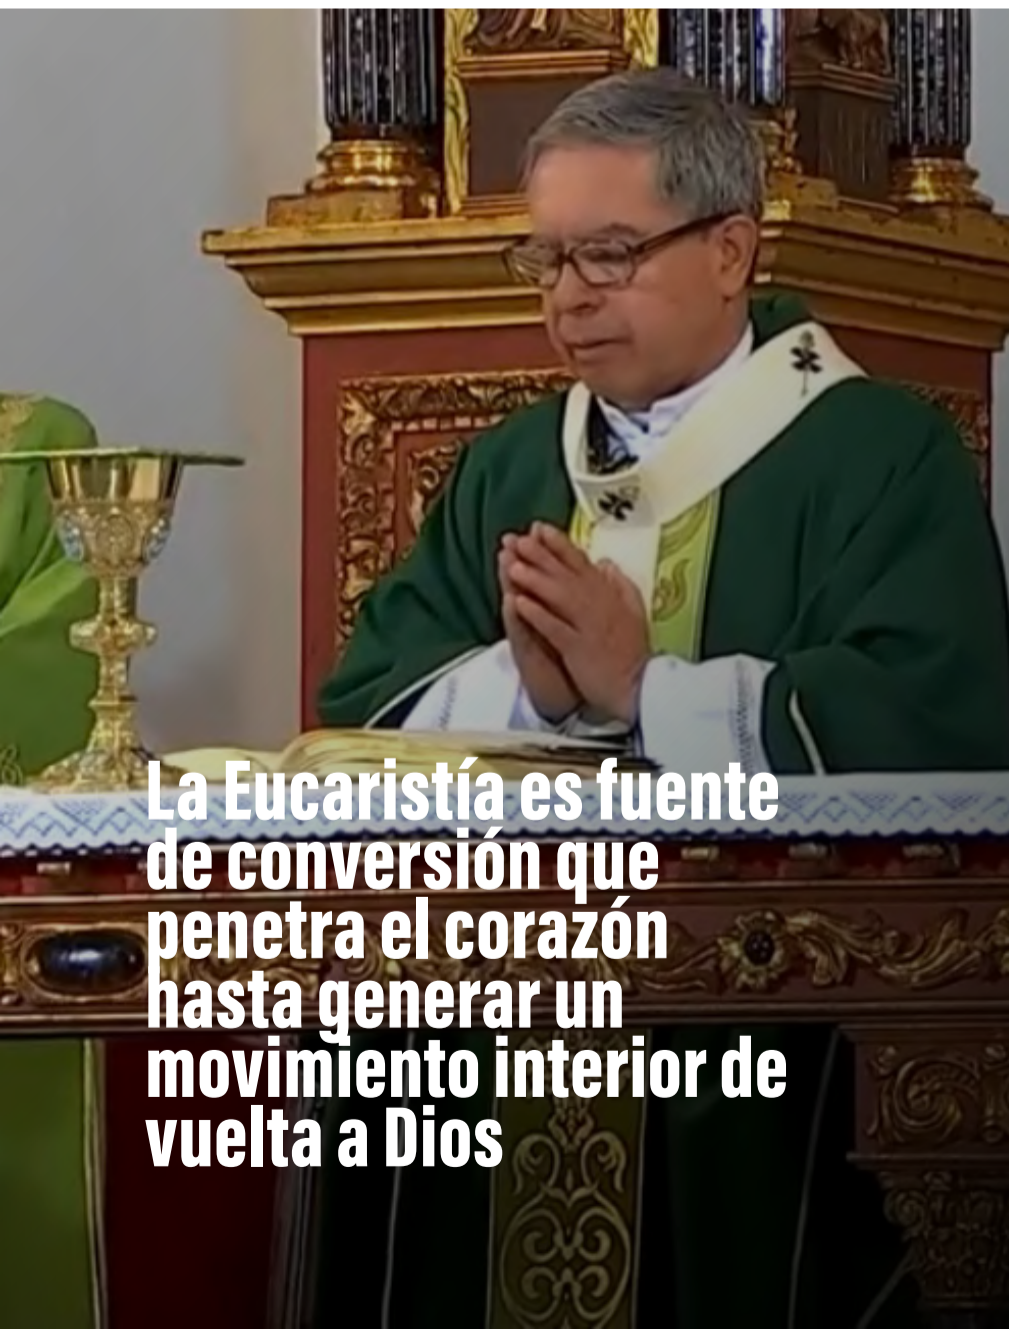 La Eucaristía es fuente
de conversión que
penetra el corazón
hasta generar un
movimiento interior de
vuelta a Dios